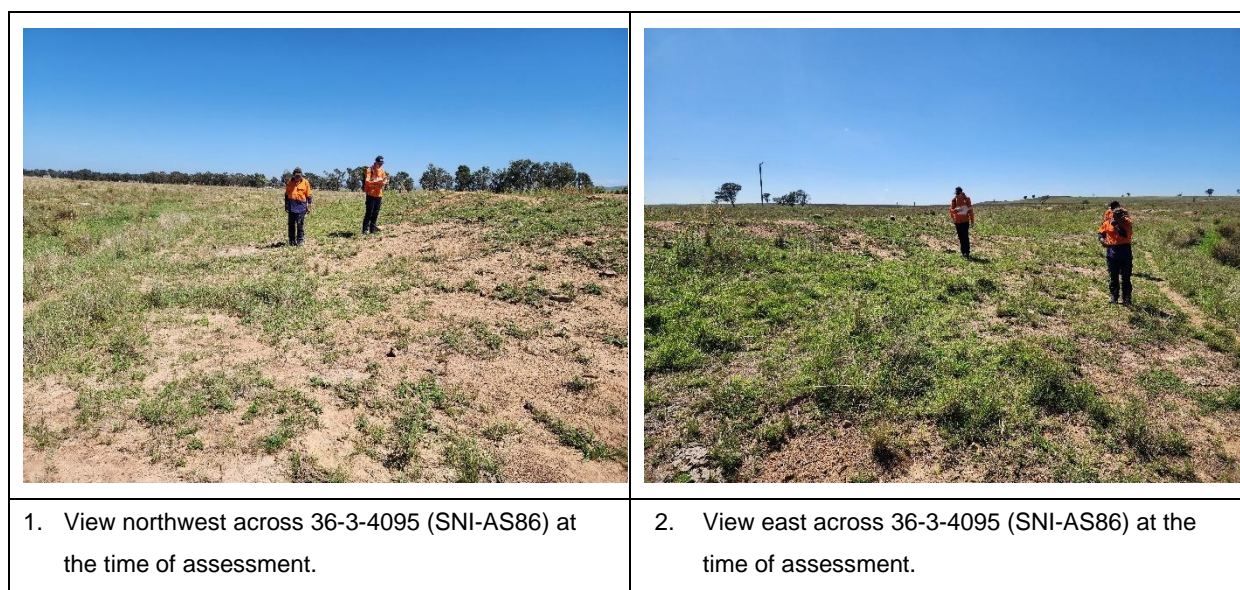 1. View northwest across 36-3-4095 (SNI-AS86) at
the time of assessment.
2. View east across 36-3-4095 (SNI-AS86) at the
time of assessment.